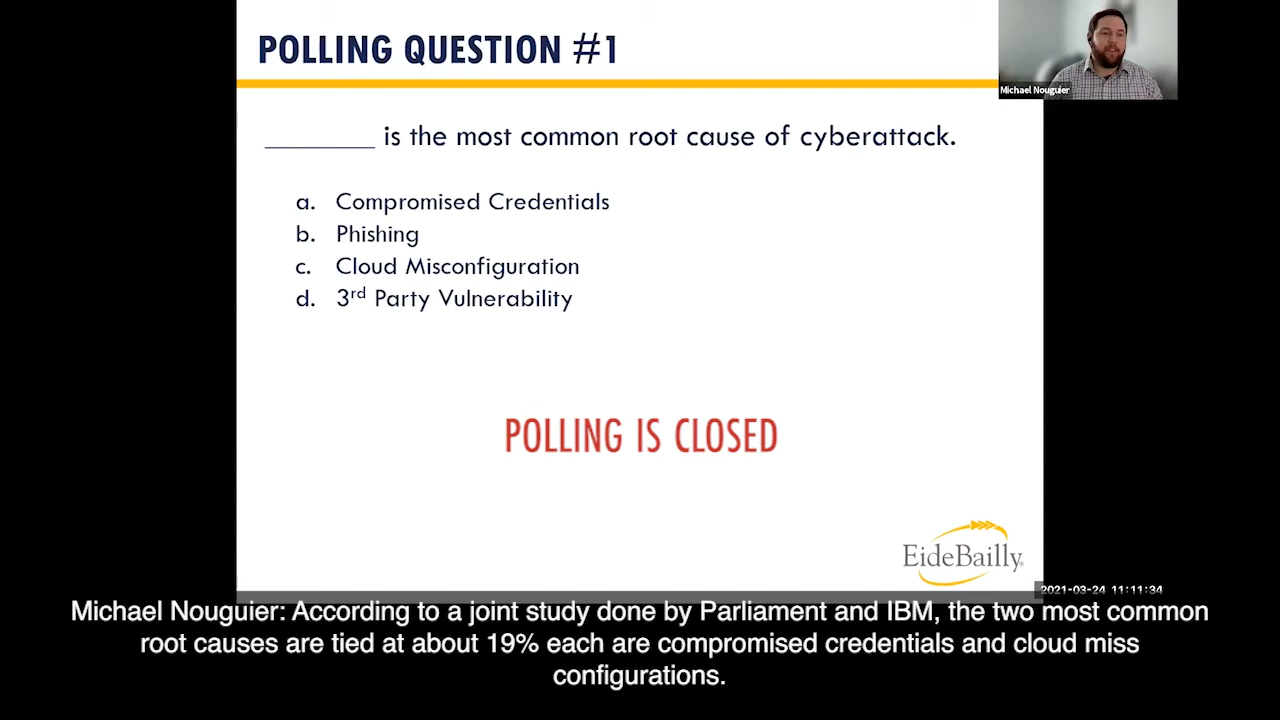 POLLING QUESTION #1
Michael Nouguier
________ is the most common root cause of cyberattack.
a. Compromised Credentials
b. Phishing
c. Cloud Misconfiguration
d. 3rd Party Vulnerability
POLLING IS CLOSED
EideBailly®
2021-03-24 11:11:34
Michael Nouguier: According to a joint study done by Parliament and IBM, the two most common
root causes are tied at about 19% each are compromised credentials and cloud miss
configurations.